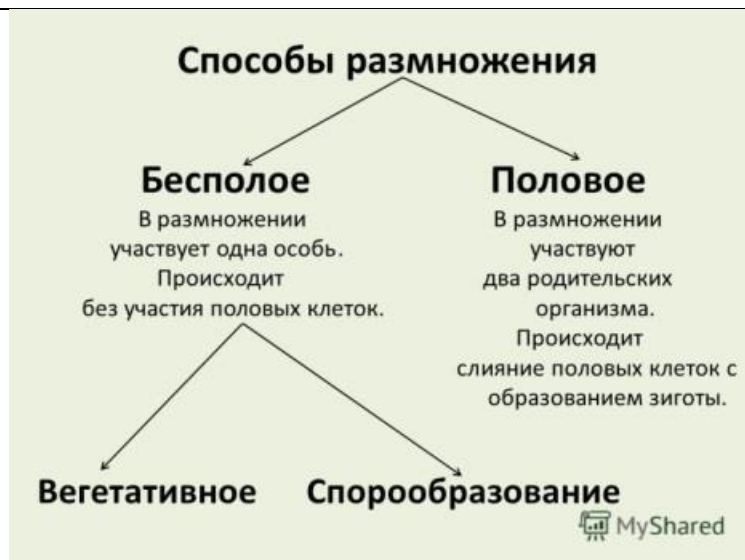 Способы размножения
Бесполое
В размножении
участвует одна особь.
Происходит
без участия половых клеток.
Половое
В размножении
участвуют
два родительских
организма.
Происходит
слияние половых клеток с
образованием зиготы.
Вегетативное
Спорообразование
MyShared